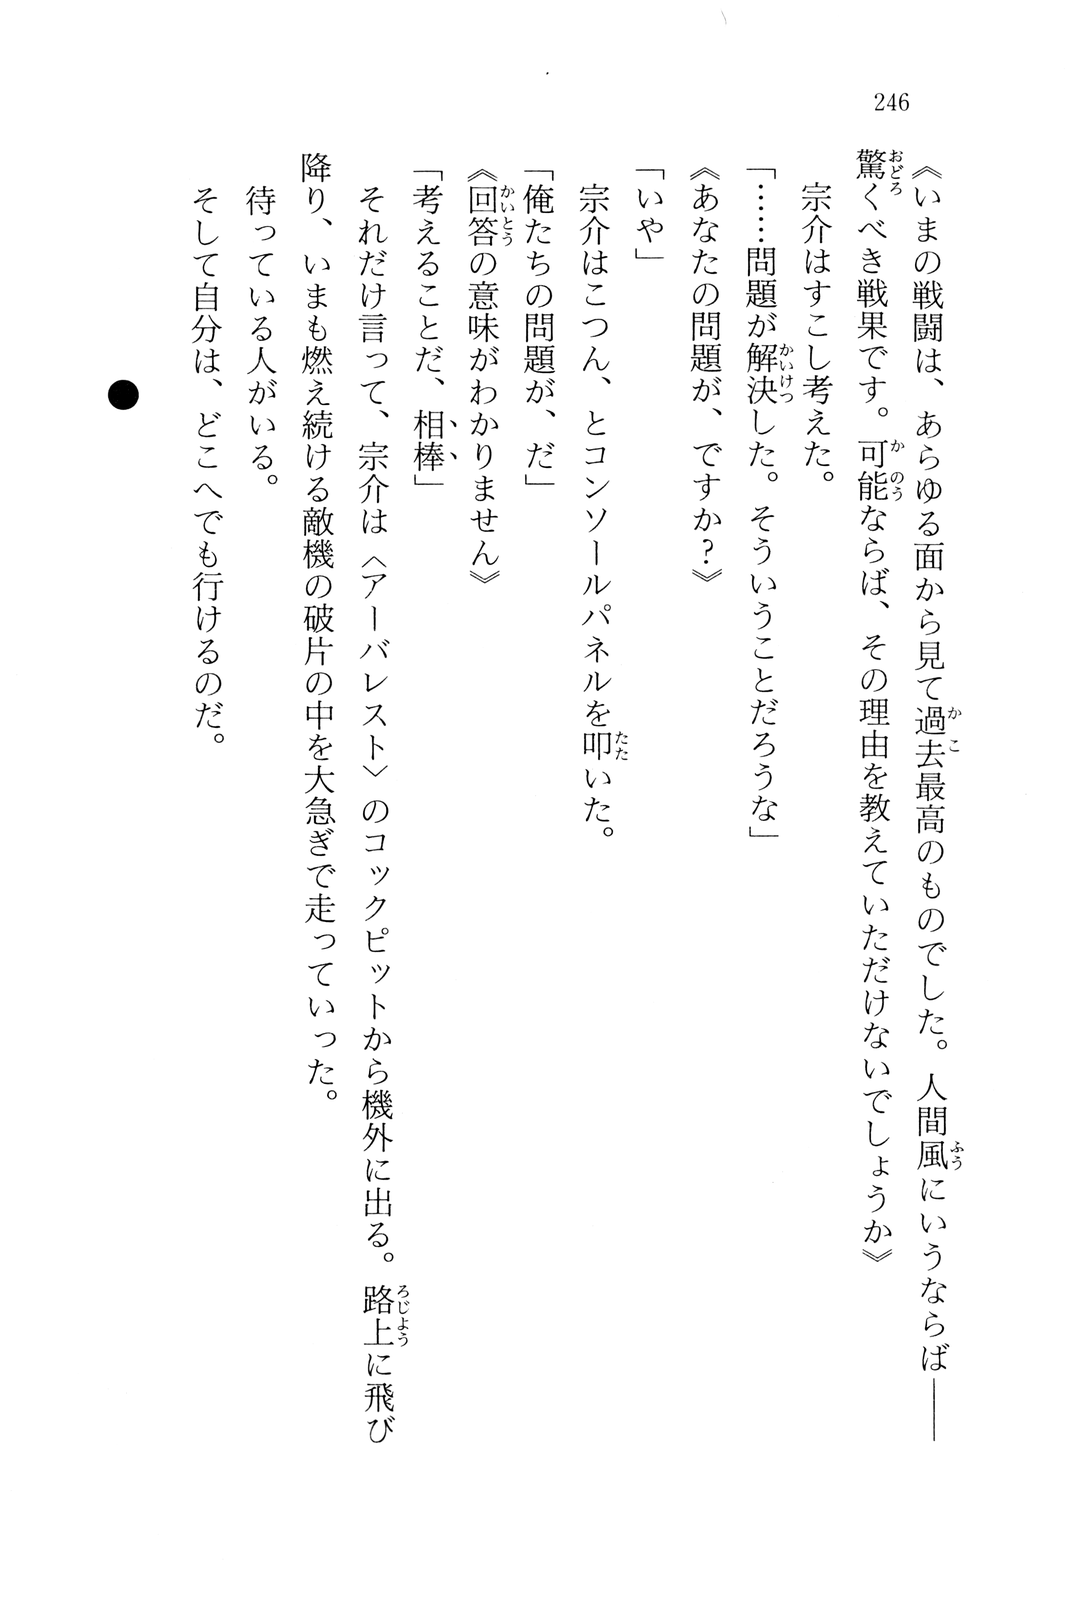 246
《いまの戦闘は、あらゆる面から見て過去最高のものでした。人間風にいうならば――
驚くべき戦果です。可能ならば、その理由を教えていただけないでしょうか》
宗介はすこし考えた。
「……問題が解決した。そういうことだろうな」
《あなたの問題が、ですか?》
「いや」
宗介はこつん、とコンソールパネルを叩いた。
「俺たちの問題が、だ」
《回答の意味がわかりません》
「考えることだ、相棒」
それだけ言って、宗介は〈アーバレスト〉のコックピットから機外に出る。路上に飛び
降り、いまも燃え続ける敵機の破片の中を大急ぎで走っていった。
待っている人がいる。
そして自分は、どこへでも行けるのだ。
●